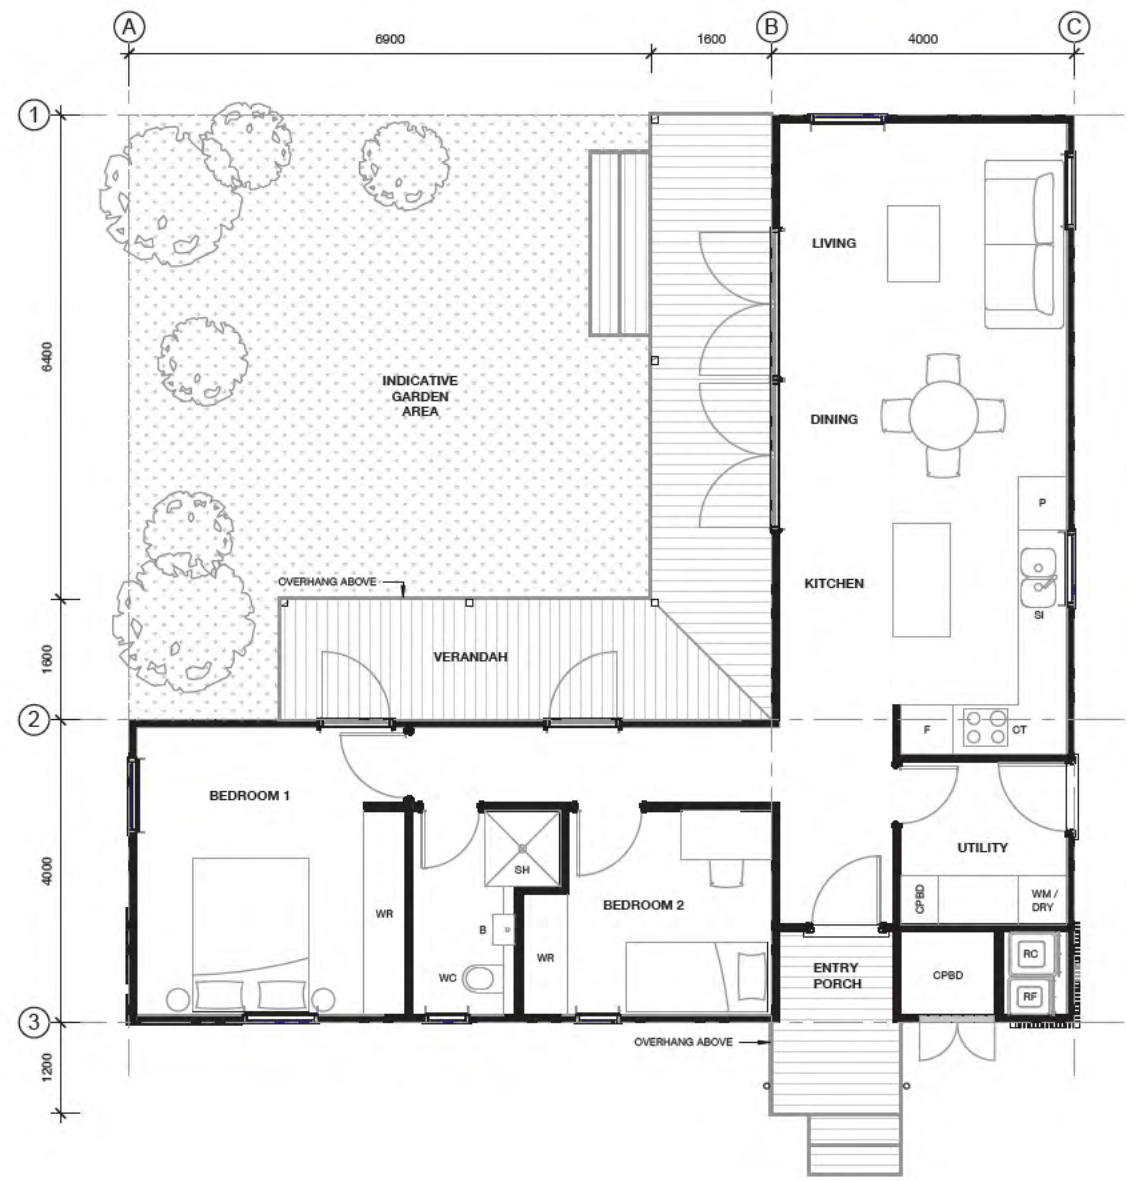 A
B
C
6900
1600
4000
1
6400
LIVING
INDICATIVE
GARDEN
AREA
DINING
P
OVERHANG ABOVE
KITCHEN
SI
1600
VERANDAH
2
F
CT
BEDROOM 1
UTILITY
4000
SH
CPBD
WM /
DRY
BEDROOM 2
WR
B
WR
WC
ENTRY
PORCH
CPBD
RC
RF
3
OVERHANG ABOVE
1200